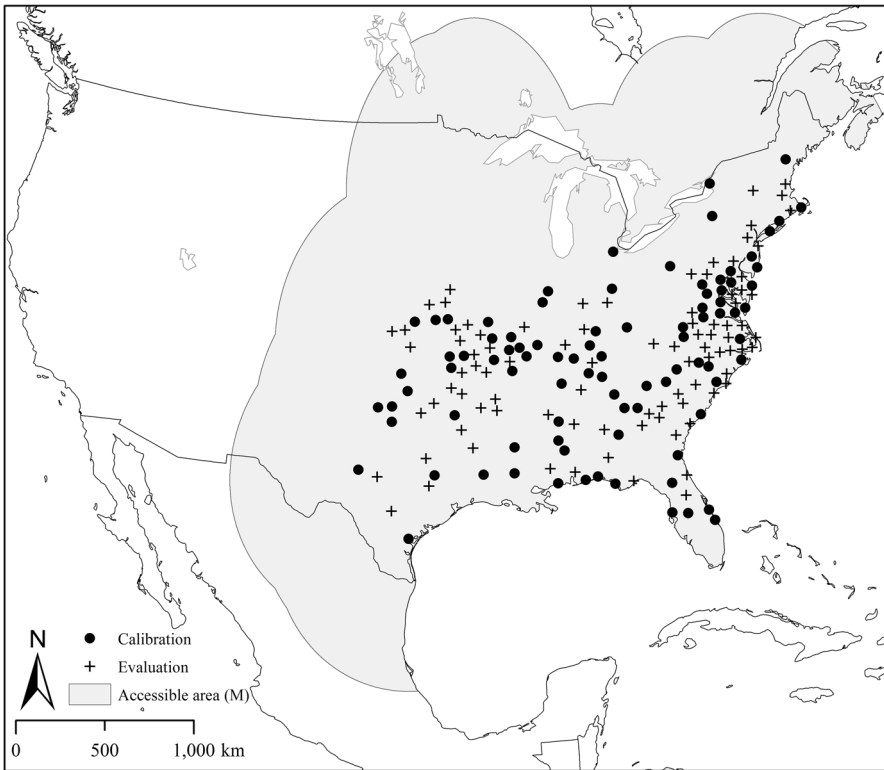 N
Calibration
Evaluation
Accessible area (M)
0 500 1,000 km